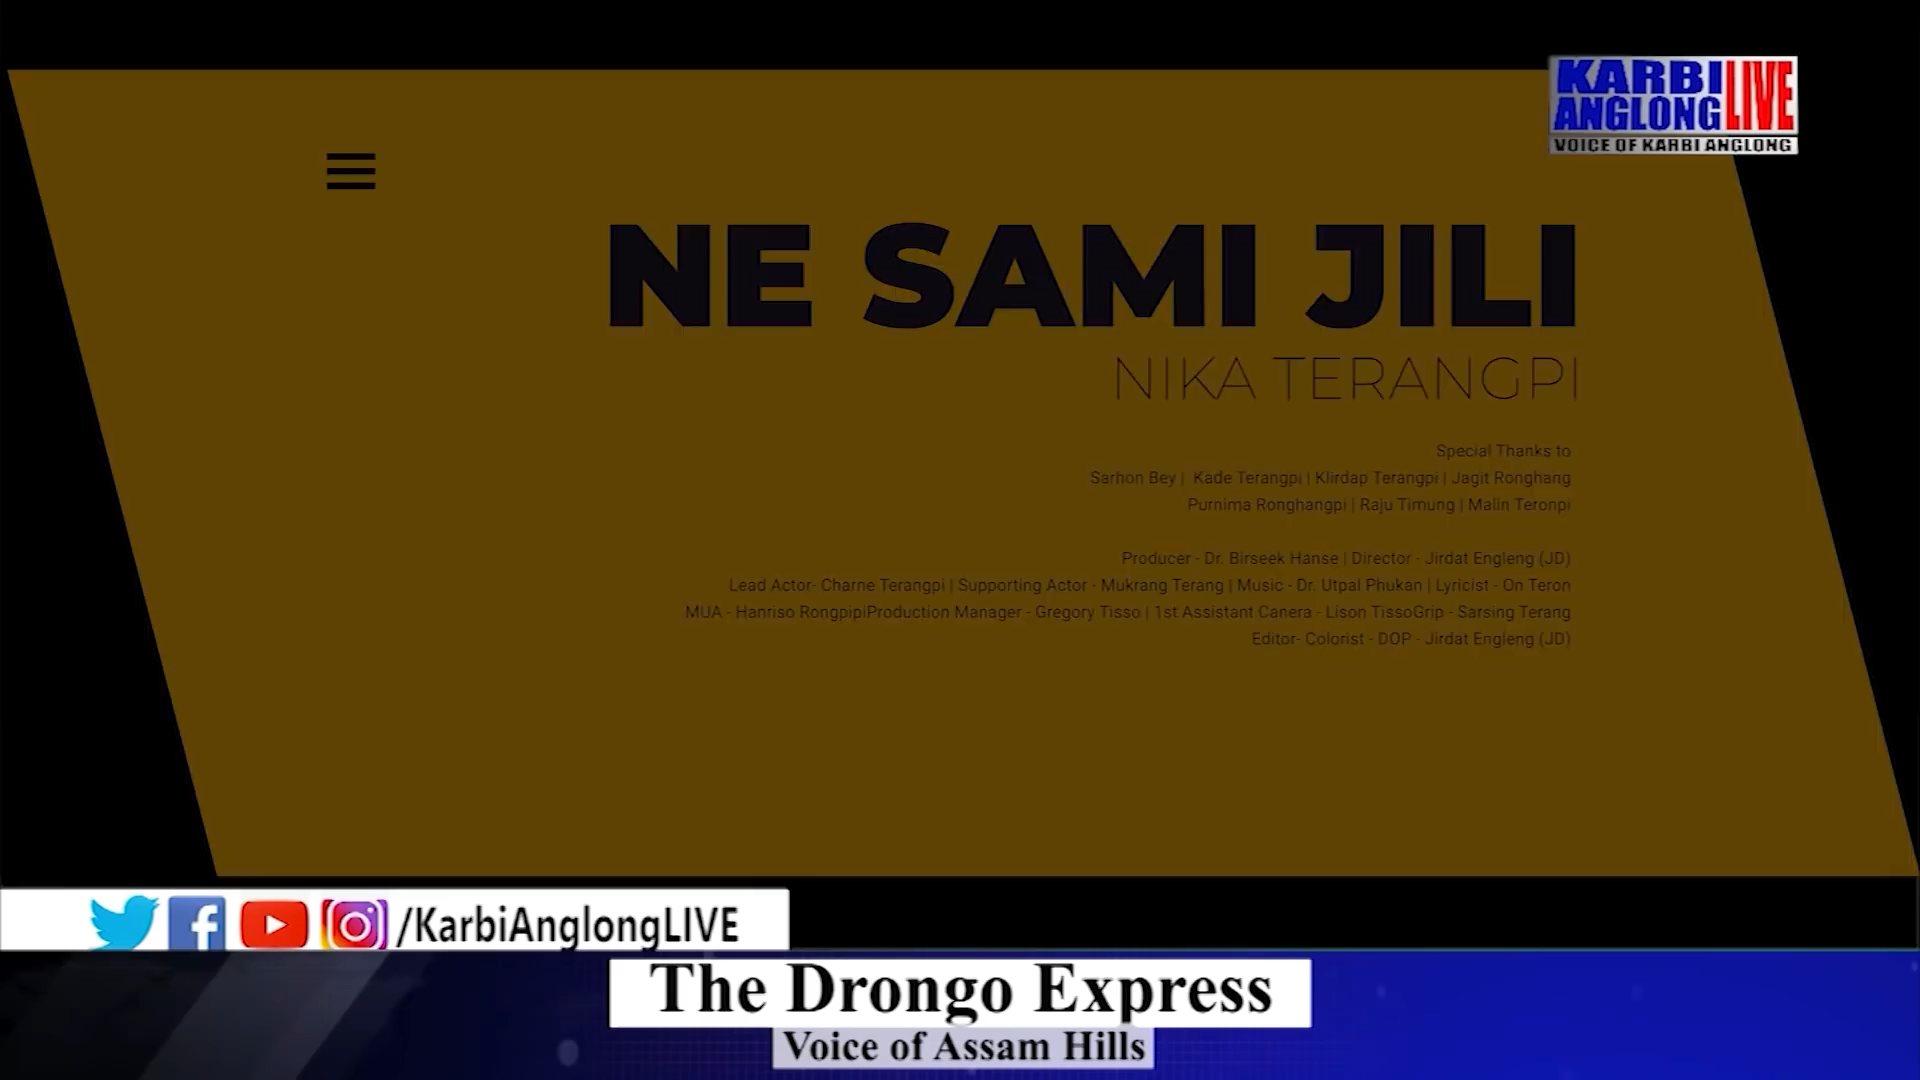 KARBI
ANGLONG LIVE
VOICE OF KARBI ANGLONG
NE SAMI JILI
NIKA TERANGPI
Special Thanks to
Sarhon Bey | Kade Terangpi | Klirdap Terangpi | Jagit Ronghang
Purnima Ronghangpi | Raju Timung | Malin Teronpi
Producer - Dr. Birseek Hanse | Director - Jirdat Engleng (JD)
Lead Actor- Charne Terangpi | Supporting Actor - Mukrang Terang | Music - Dr. Utpal Phukan | Lyricist - On Teron
MUA - Hanriso RongpipiProduction Manager - Gregory Tisso | 1st Assistant Canera - Lison TissoGrip - Sarsing Terang
Editor- Colorist - DOP - Jirdat Engleng (JD)
/KarbiAnglongLIVE
The Drongo Express
Voice of Assam Hills